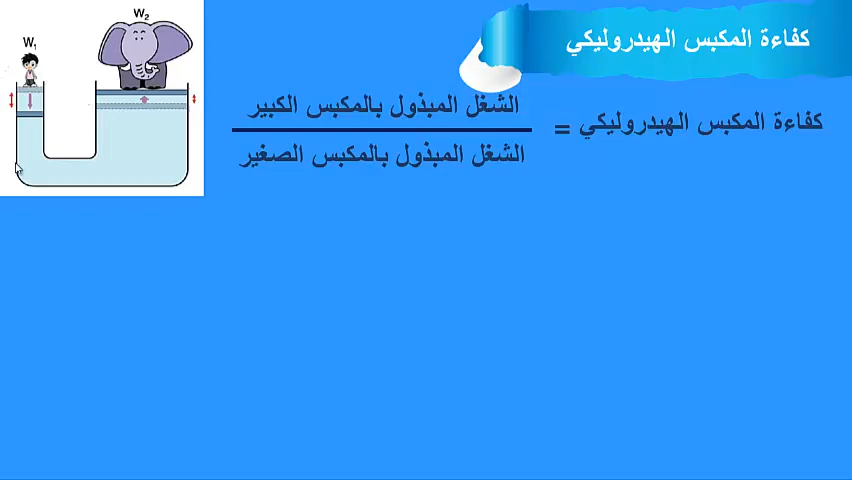 كفاءة المكبس الهيدروليكي
W1
W2
كفاءة المكبس الهيدروليكي =
الشغل المبذول بالمكبس الكبير
الشغل المبذول بالمكبس الصغير